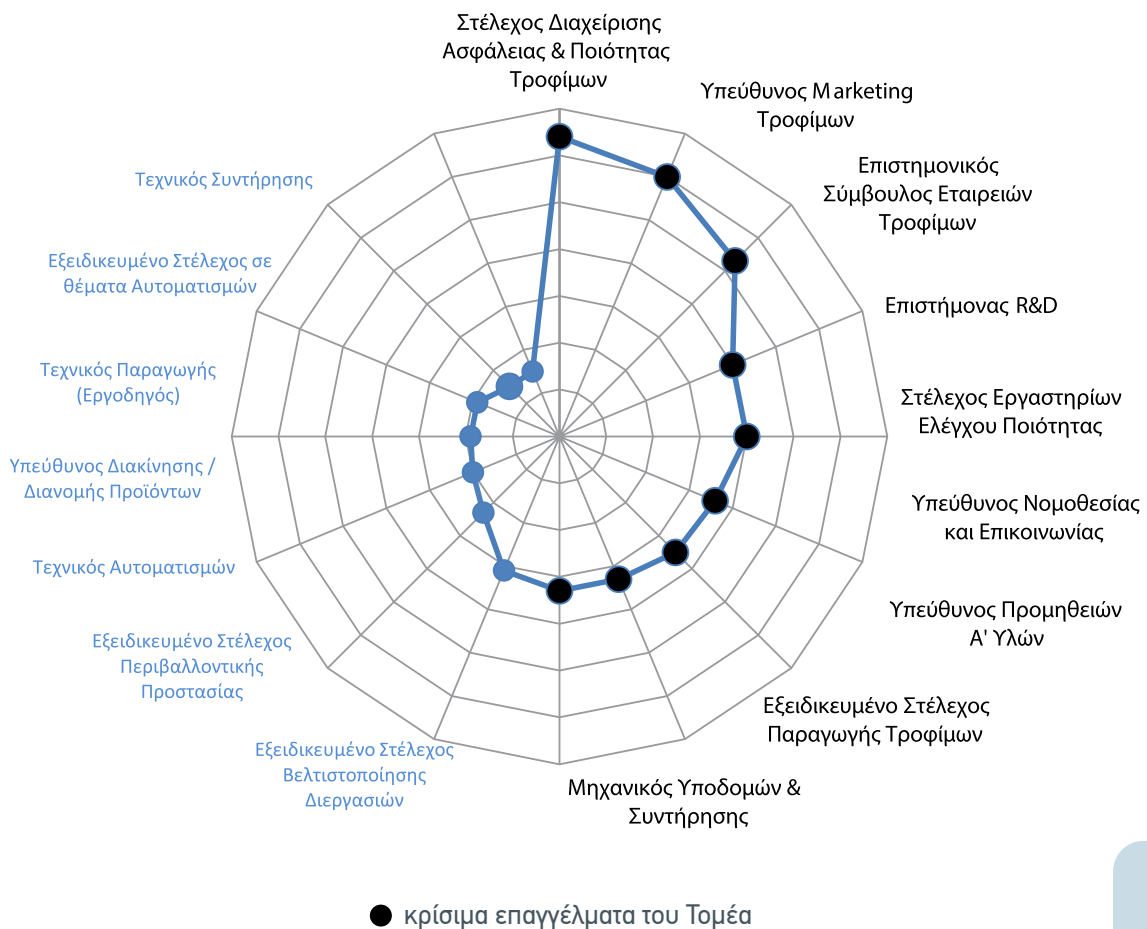 Στέλεχος Διαχείρισης
Ασφάλειας & Ποιότητας
Τροφίμων
Υπεύθυνος Marketing
Τροφίμων
Επιστημονικός
Σύμβουλος Εταιρειών
Τροφίμων
Επιστήμονας R&D
Στέλεχος Εργαστηρίων
Ελέγχου Ποιότητας
Υπεύθυνος Νομοθεσίας
και Επικοινωνίας
Υπεύθυνος Προμηθειών
Α' Υλών
Εξειδικευμένο Στέλεχος
Παραγωγής Τροφίμων
Μηχανικός Υποδομών &
Συντήρησης
Εξειδικευμένο Στέλεχος
Βελτιστοποίησης
Διεργασιών
Εξειδικευμένο Στέλεχος
Περιβαλλοντικής
Προστασίας
Τεχνικός Αυτοματισμών
Υπεύθυνος Διακίνησης /
Διανομής Προϊόντων
Τεχνικός Παραγωγής
(Εργοδηγός)
Εξειδικευμένο Στέλεχος σε
θέματα Αυτοματισμών
Τεχνικός Συντήρησης
κρίσιμα επαγγέλματα του Τομέα